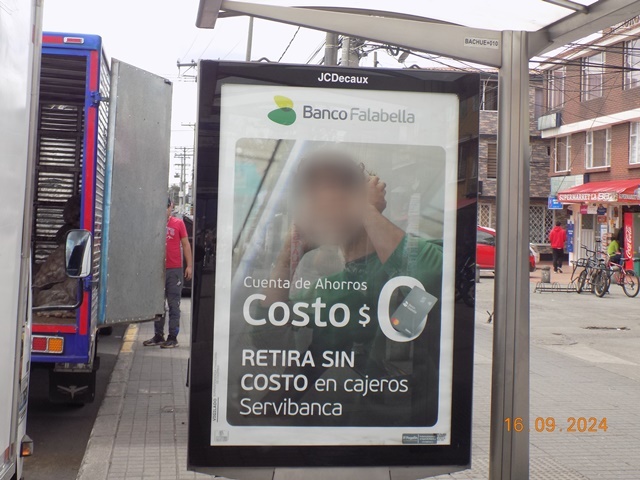 BACHUE+010
JCDecaux
Banco Falabella
Cuenta de Ahorros
Costo $ 0
RETIRA SIN
COSTO en cajeros
Servibanca
16 09.2024